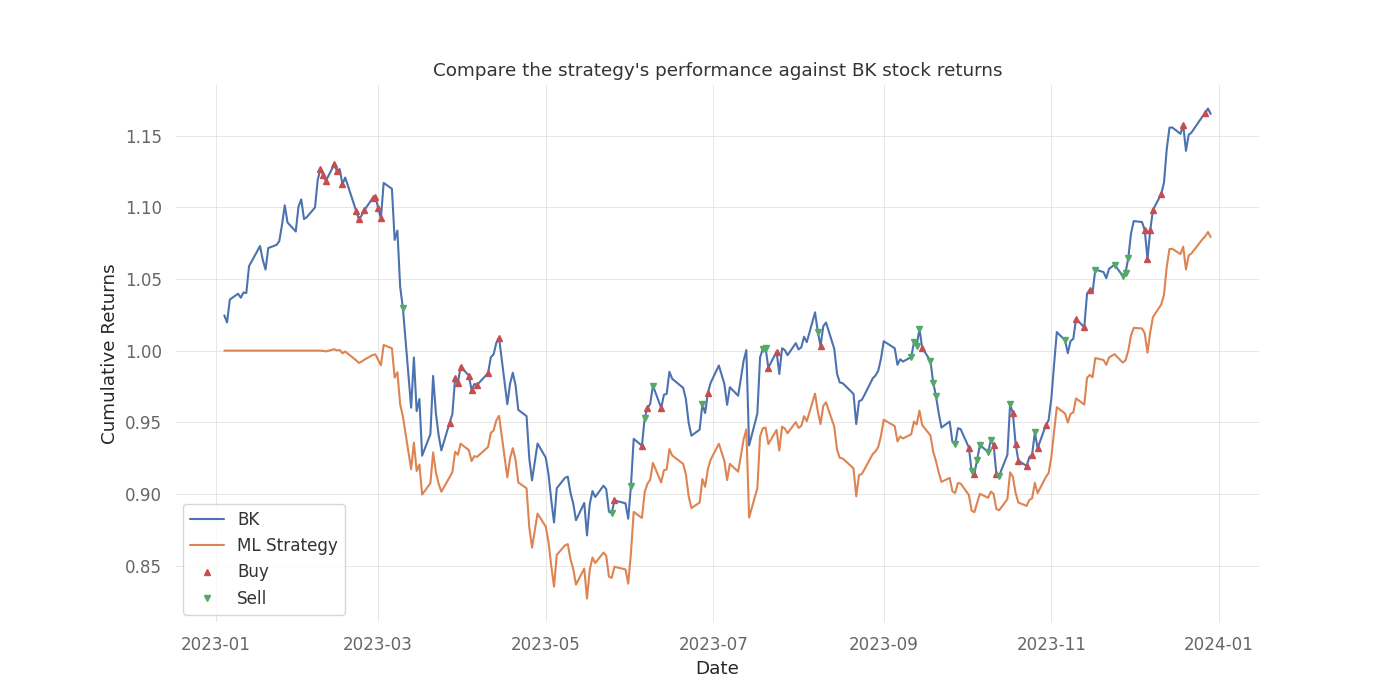 Compare the strategy's performance against BK stock returns
Cumulative Returns
1.15
1.10
1.05
1.00
0.95
0.90
0.85
BK
ML Strategy
Buy
Sell
2023-01
2023-03
2023-05
2023-07
2023-09
2023-11
2024-01
Date